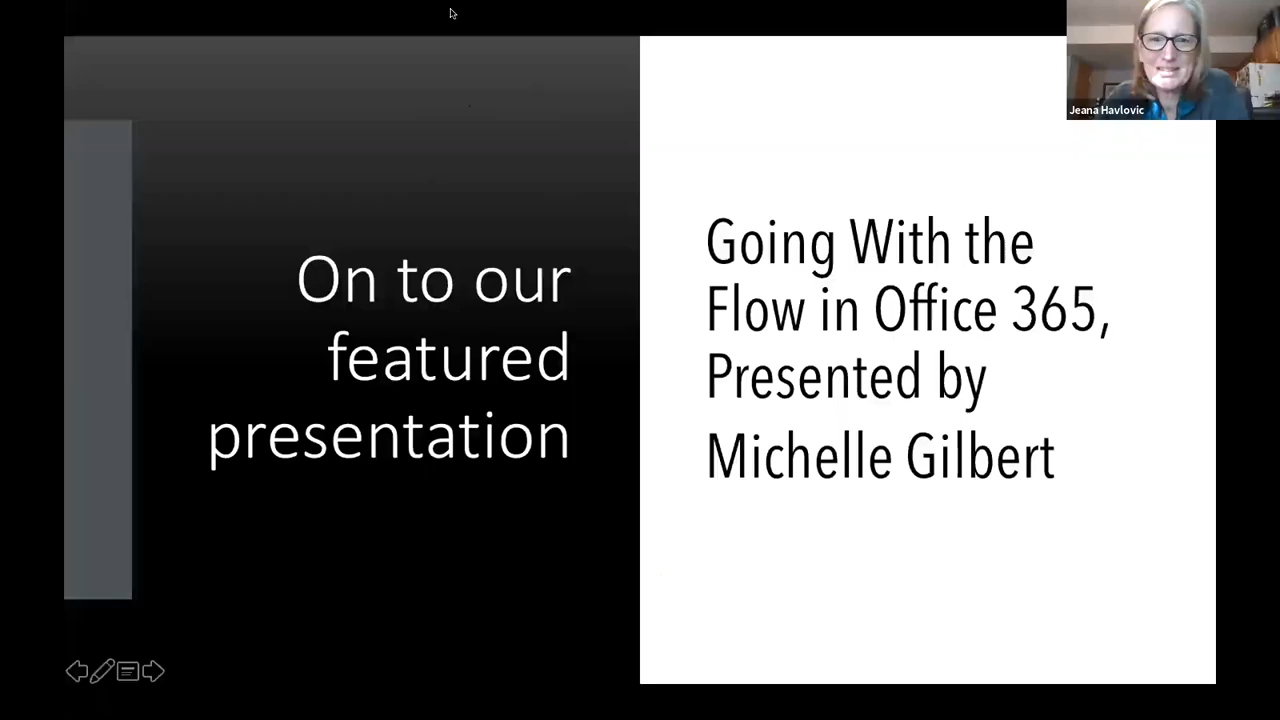 On to our
featured
presentation
Going With the
Flow in Office 365,
Presented by
Michelle Gilbert
Jeana Havlovic